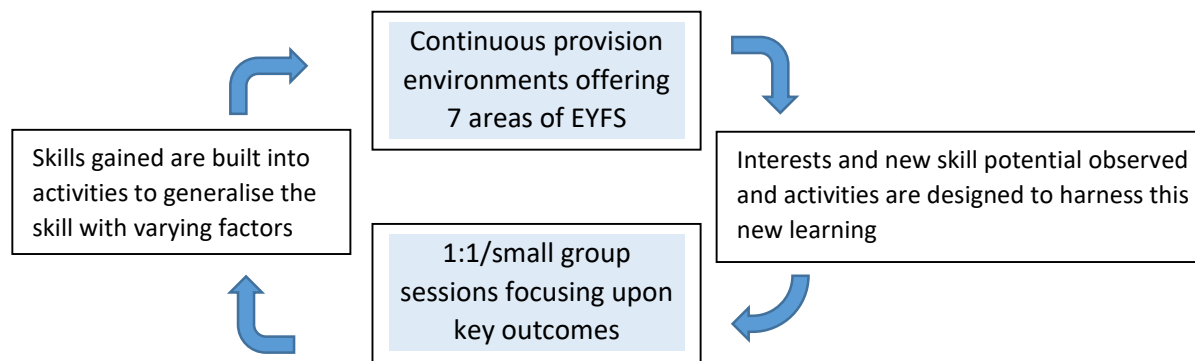 Continuous provision
environments offering
7 areas of EYFS
Interests and new skill potential observed
and activities are designed to harness this
new learning
1:1/small group
sessions focusing upon
key outcomes
Skills gained are built into
activities to generalise the
skill with varying factors